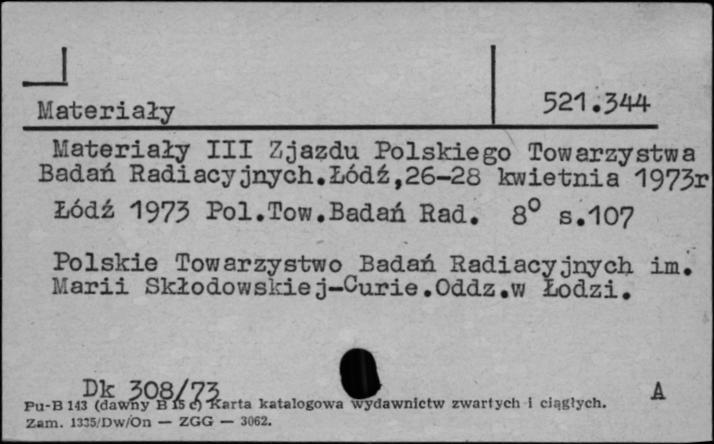 Materiały 521.344
Materiały III Zjazdu Polskiego Towarzystwa
Badań Radiacyjnych.Łódź,26-28 kwietnia 1973r
Łódź 1973 Pol.Tow.Badań Rad. 8° s.107
Polskie Towarzystwo Badań Radiacyjnych im.
Marii Skłodowskiej-Curie.Oddz.w Łodzi.
Dk 308/73 A
Pu-B 143 (dawny B 15 c) Karta katalogowa wydawnictw zwartych i ciągłych.
Zam. 1335/Dw/On — ZGG — 3062.